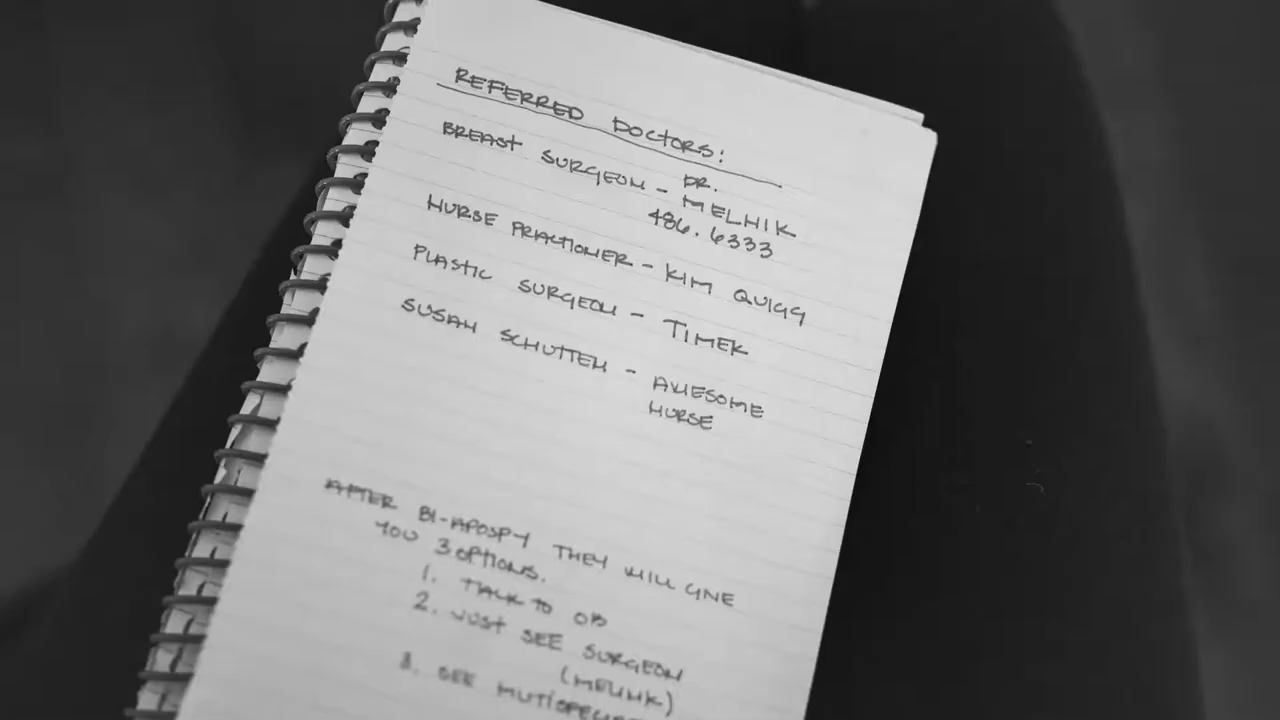 REFERRED DOCTORS:
BREAST SURGEON - DR. MELNIK
486.6333
NURSE PRACTIONER - KIM QUIGG
PLASTIC SURGEON - TIMEK
SUSAN SCHUTTEN - AWESOME
NURSE
AFTER BI-APOSPY THEY WILL GIVE
YOU 3 OPTIONS.
1. TALK TO OB
2. JUST SEE SURGEON
(MELNIK)
3. SEE